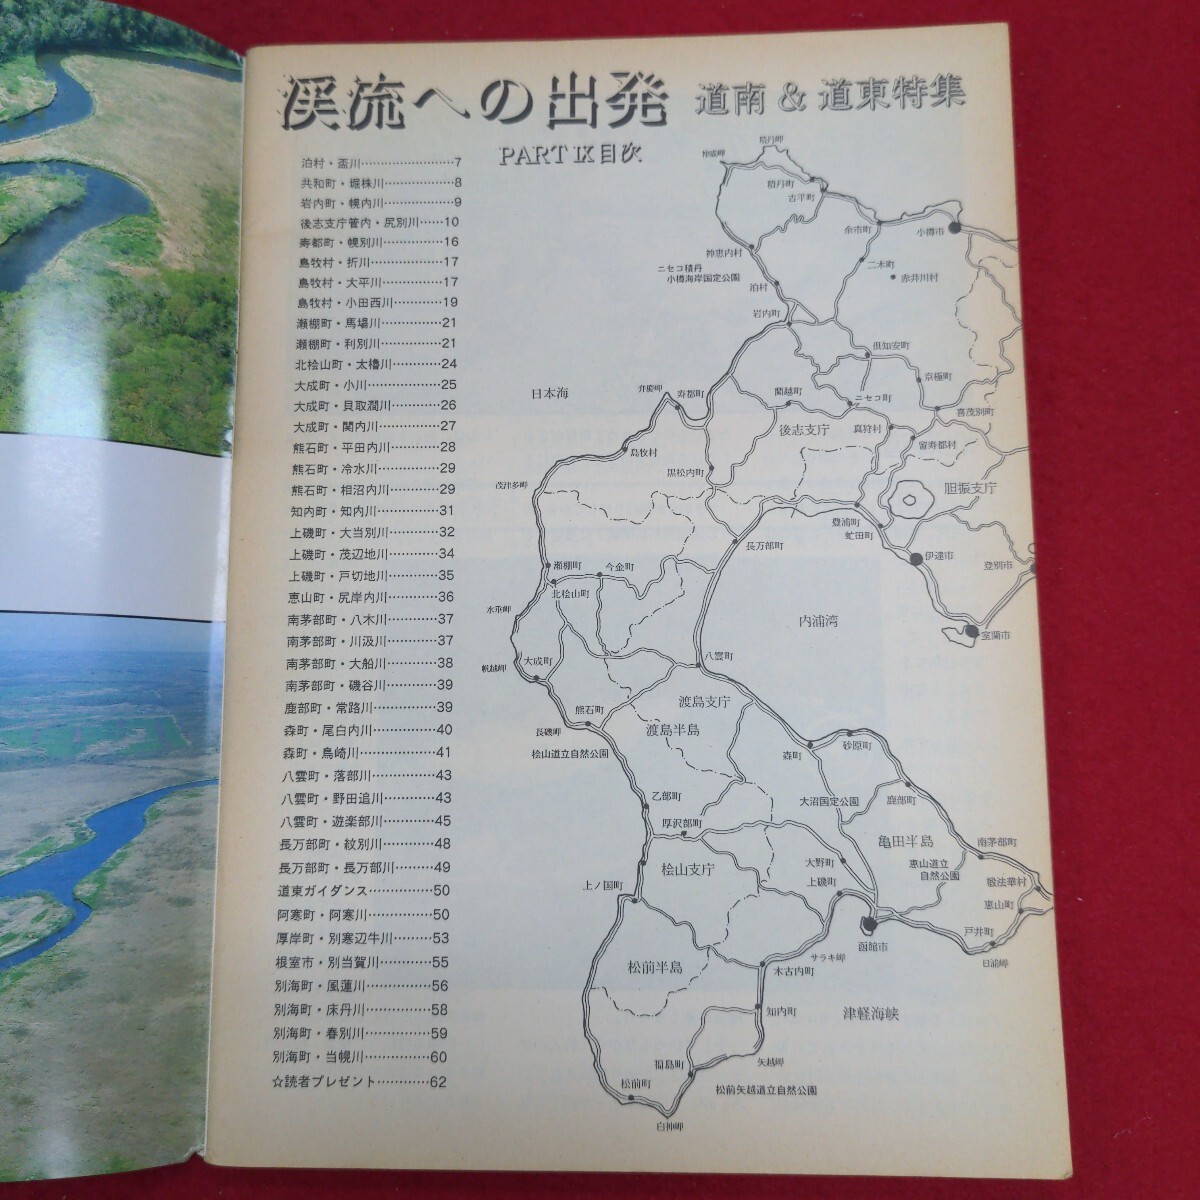 渓流への出発 道南 & 道東特集
PART Ⅸ 目次
泊村・盃川……………………7
共和町・堀株川………………8
岩内町・幌内川………………9
後志支庁管内・尻別川……10
寿都町・幌別川……………16
島牧村・折川………………17
島牧村・大平川……………17
島牧村・小田西川…………19
瀬棚町・馬場川……………21
瀬棚町・利別川……………21
北桧山町・太櫓川…………24
大成町・小川………………25
大成町・貝取澗川…………26
大成町・関内川……………27
熊石町・平田内川…………28
熊石町・冷水川……………29
熊石町・相沼内川…………29
知内町・知内川……………31
上磯町・大当別川…………32
上磯町・茂辺地川…………34
上磯町・戸切地川…………35
恵山町・尻岸内川…………36
南茅部町・八木川…………37
南茅部町・川汲川…………37
南茅部町・大船川…………38
南茅部町・磯谷川…………39
鹿部町・常路川……………39
森町・尾白内川……………40
森町・鳥崎川………………41
八雲町・落部川……………43
八雲町・野田追川…………43
八雲町・遊楽部川…………45
長万部町・紋別川…………48
長万部町・長万部川………49
道東ガイダンス……………50
阿寒町・阿寒川……………50
厚岸町・別寒辺牛川………53
根室市・別当賀川…………55
別海町・風蓮川……………56
別海町・床丹川……………58
別海町・春別川……………59
別海町・当幌川……………60
☆読者プレゼント…………62
積丹岬
神威岬
積丹町
古平町
余市町
小樽市
神恵内村
ニセコ積丹
小樽海岸国定公園
二木町
赤井川村
泊村
岩内町
倶知安町
京極町
日本海
弁慶岬
寿都町
蘭越町
ニセコ町
喜茂別町
後志支庁
真狩村
留寿都村
島牧村
黒松内町
茂津多岬
胆振支庁
豊浦町
虻田町
長万部町
伊達市
登別市
瀬棚町
今金町
北桧山町
水垂岬
内浦湾
室蘭市
大成町
八雲町
帆越岬
渡島支庁
熊石町
渡島半島
長磯岬
桧山道立自然公園
森町
砂原町
乙部町
大沼国定公園
鹿部町
厚沢部町
亀田半島
南茅部町
大野町
恵山道立
自然公園
桧山支庁
上磯町
上ノ国町
椴法華村
恵山町
函館市
戸井町
サラキ岬
日浦岬
松前半島
木古内町
知内町
津軽海峡
福島町
矢越岬
松前町
松前矢越道立自然公園
白神岬